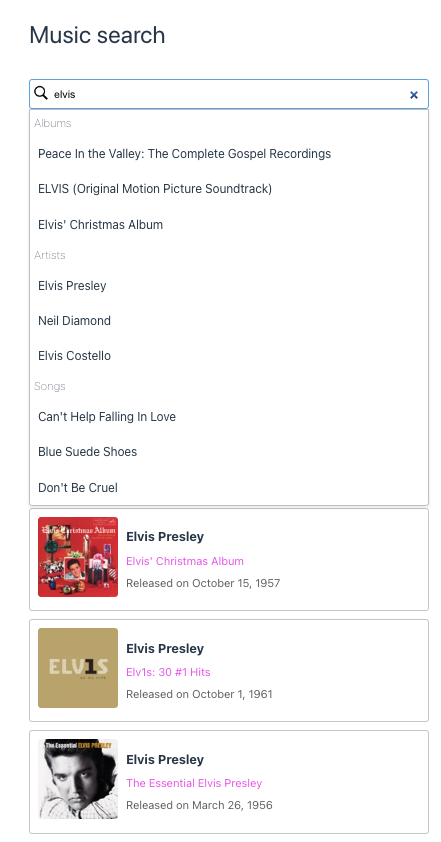 Music search
elvis
Albums
Peace In the Valley: The Complete Gospel Recordings
ELVIS (Original Motion Picture Soundtrack)
Elvis' Christmas Album
Artists
Elvis Presley
Neil Diamond
Elvis Costello
Songs
Can't Help Falling In Love
Blue Suede Shoes
Don't Be Cruel
Elvis' Christmas Album
Elvis Presley
Elvis' Christmas Album
Released on October 15, 1957
ELV1S
Elvis Presley
Elv1s: 30 #1 Hits
Released on October 1, 1961
The Essential ELVIS PRESLEY
Elvis Presley
The Essential Elvis Presley
Released on March 26, 1956